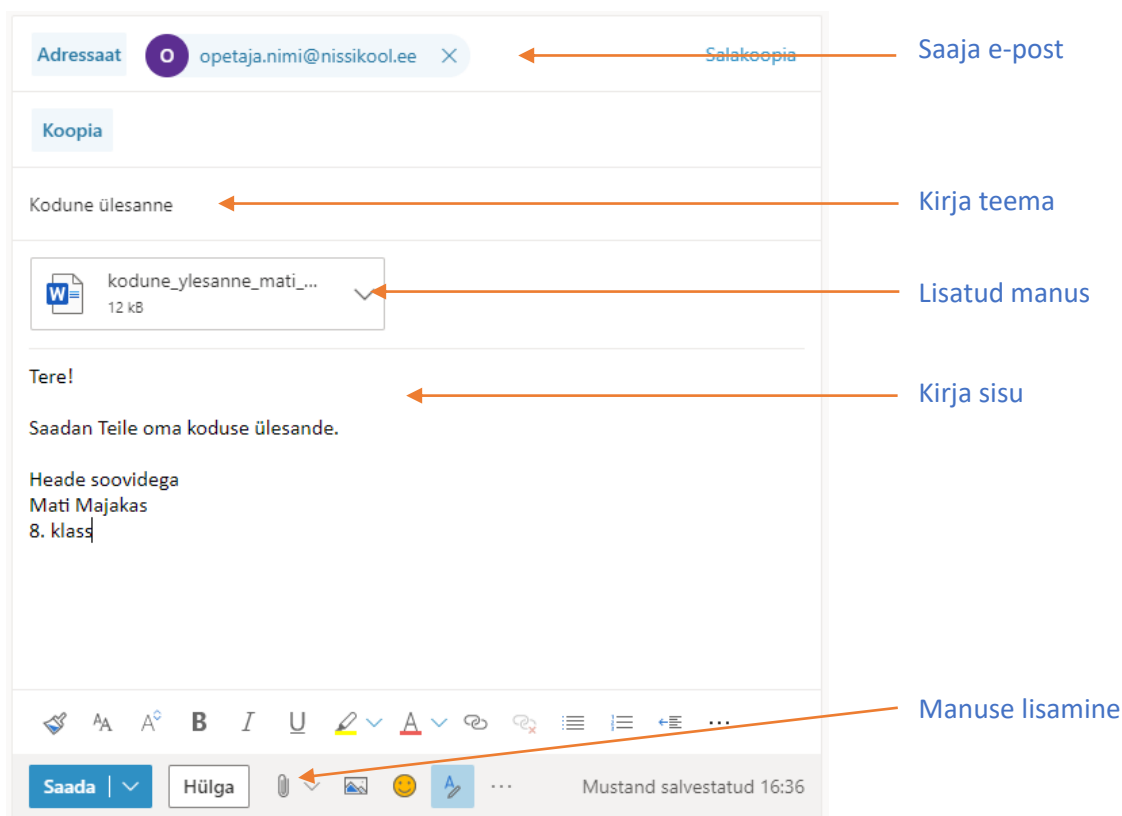 Adressaat O opetaja.nimi@nissikool.ee Salakoopia Saaja e-post
Koopia
Kodune ülesanne Kirja teema
kodune_ylesanne_mati_...
12 kB
Lisatud manus
Tere!
Kirja sisu
Saadan Teile oma koduse ülesande.
Heade soovidega
Mati Majakas
8. klass
Manuse lisamine
Saada Hülga Mustand salvestatud 16:36